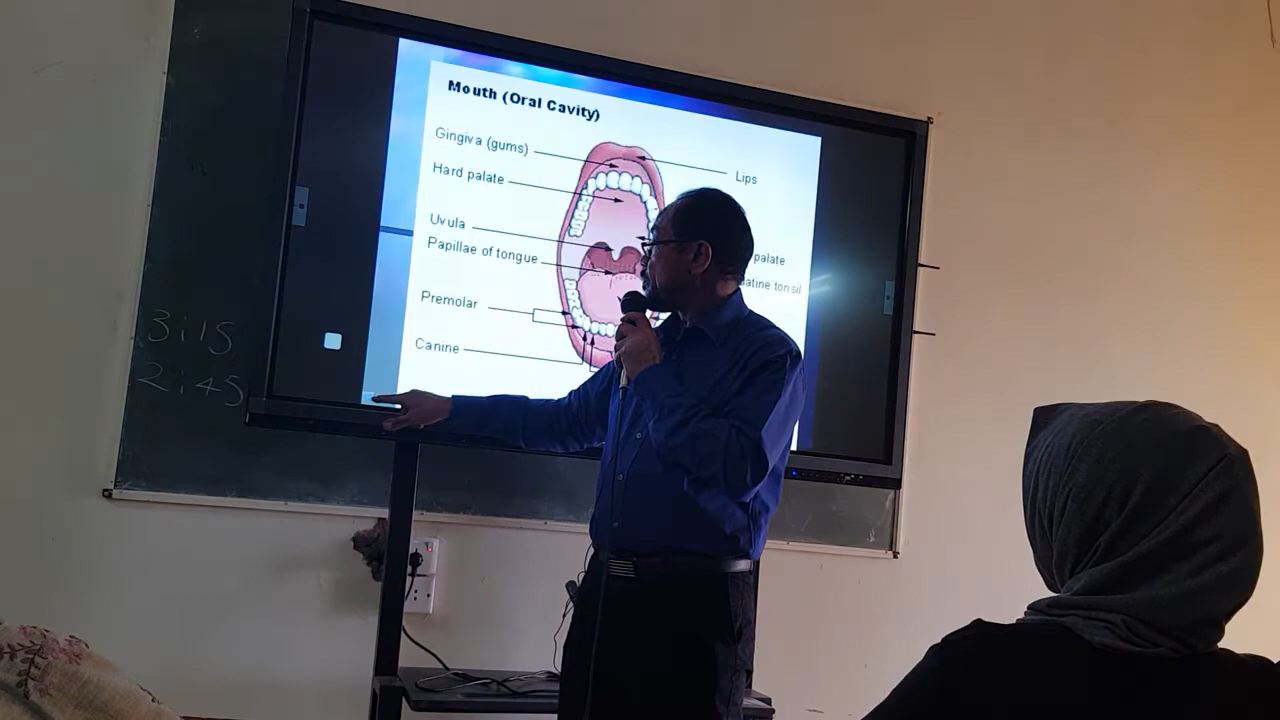 Mouth (Oral Cavity)
Gingiva (gums)
Lips
Hard palate
Uvula
palate
Papillae of tongue
latine tonsil
Premolar
Canine
3:15
2:45